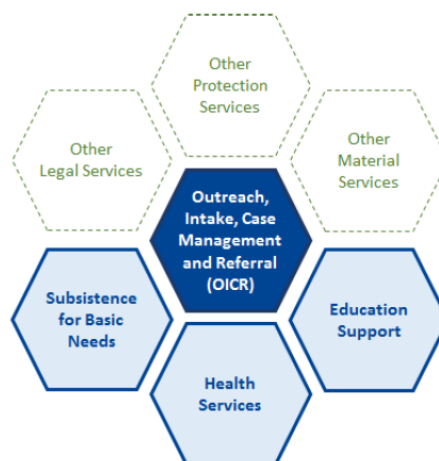 Other
Protection
Services
Other
Legal Services
Other
Material
Services
Outreach,
Intake, Case
Management
and Referral
(OICR)
Subsistence
for Basic
Needs
Education
Support
Health
Services